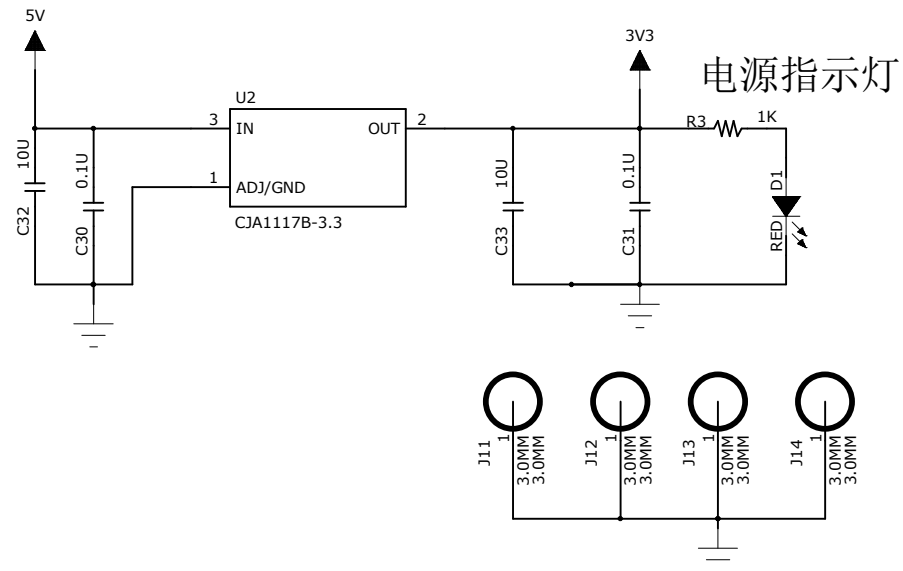 5V
3V3
电源指示灯
U2
3
IN
OUT
2
R3
1K
10U
0.1U
1
ADJ/GND
10U
0.1U
D1
C32
C30
CJA1117B-3.3
C33
C31
RED
J11
1
3.0MM
3.0MM
J12
1
3.0MM
3.0MM
J13
1
3.0MM
3.0MM
J14
1
3.0MM
3.0MM